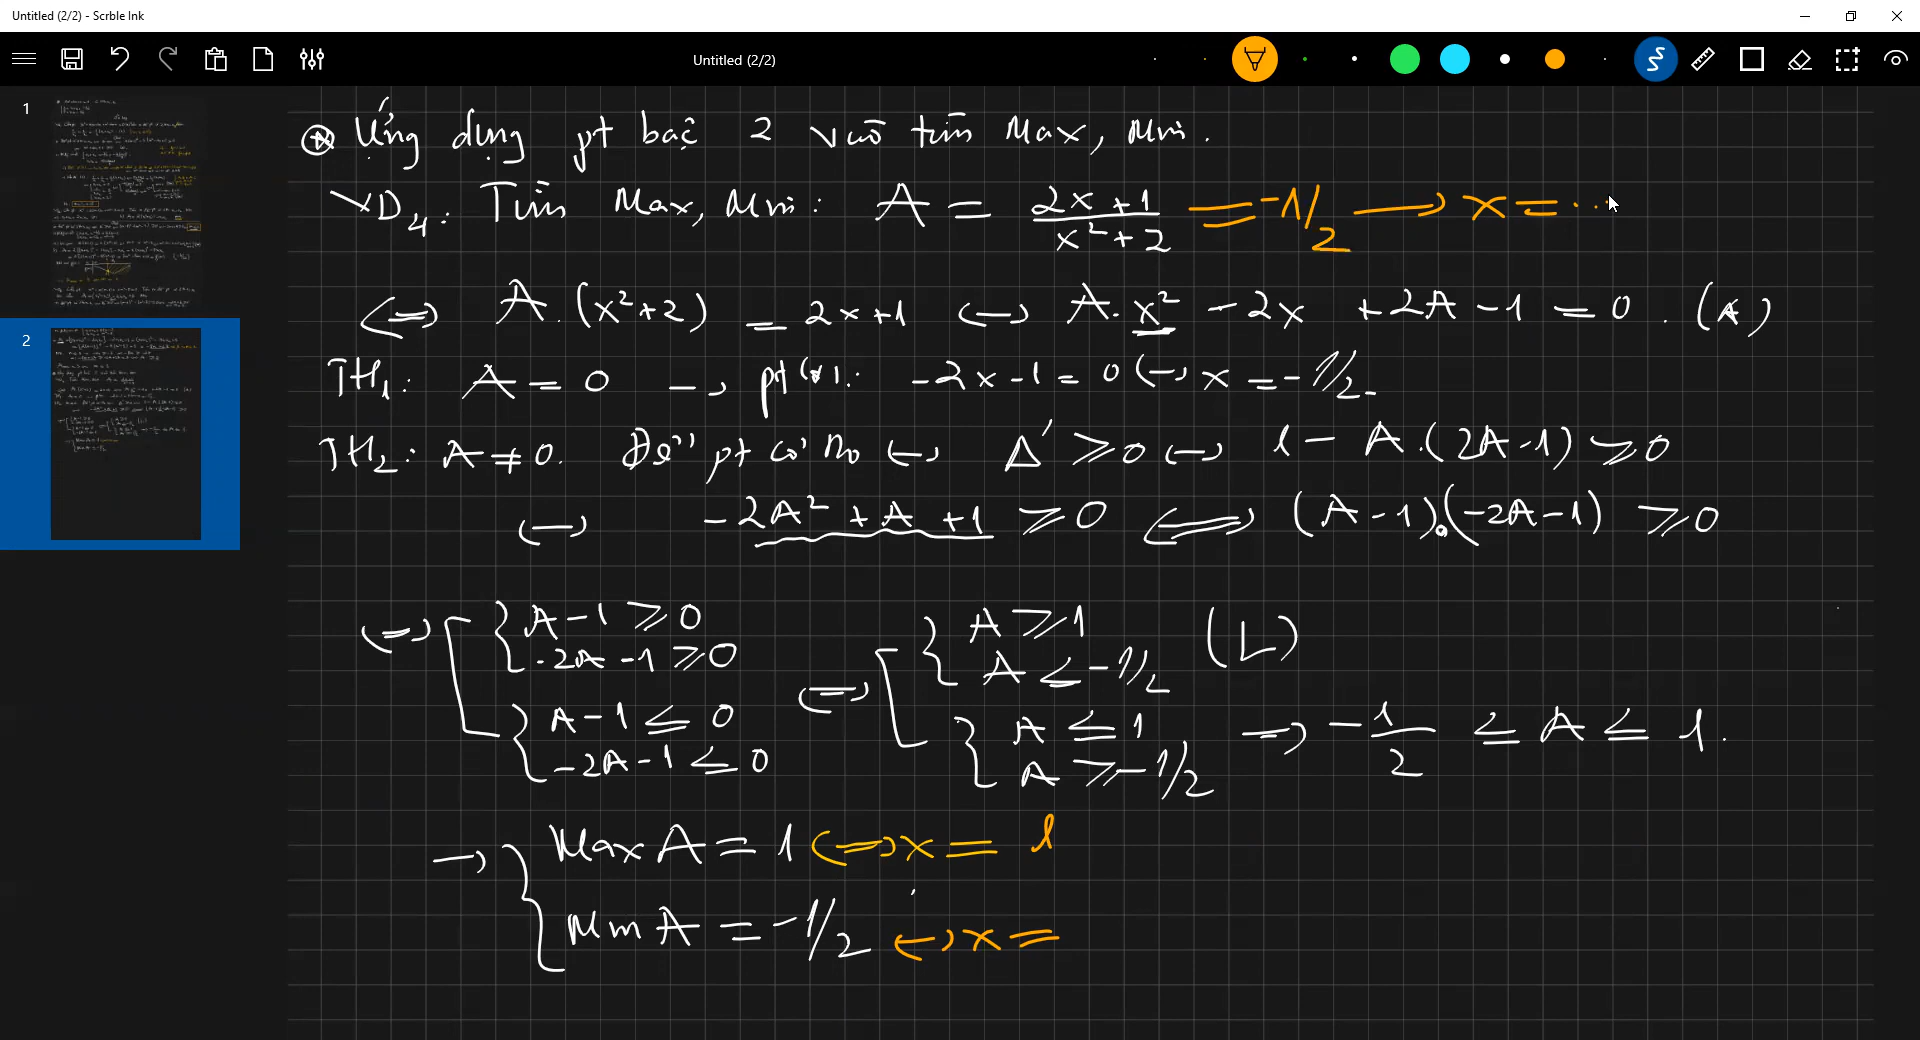 Untitled (2/2) - Scrble Ink
Untitled (2/2)
1
2
⊛ Ứng dụng pt bậc 2 vào tìm Max, Min.
VD4: Tìm Max, Min: A = (2x+1)/(x²+2) = -1/2 → x = ...
⇔ A.(x²+2) = 2x+1 ↔ A.x² - 2x + 2A - 1 = 0. (*)
TH1: A = 0 → pt (*): -2x-1 = 0 ↔ x = -1/2.
TH2: A ≠ 0. Để pt có no ↔ Δ' ≥ 0 ↔ 1 - A.(2A-1) ≥ 0
↔ -2A² + A + 1 ≥ 0 ⇔ (A-1).(-2A-1) ≥ 0
⇔ [ { A-1 ≥ 0
-2A-1 ≥ 0
{ A-1 ≤ 0
-2A-1 ≤ 0
⇔ [ { A ≥ 1
A ≤ -1/2 (L)
{ A ≤ 1
A ≥ -1/2 ⇒ -1/2 ≤ A ≤ 1.
→ { Max A = 1 ⇔ x = 1
Min A = -1/2 ↔ x =